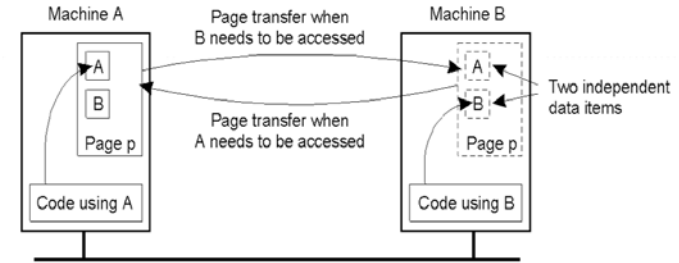 Machine A
Page transfer when
B needs to be accessed
Machine B
A
B
Page p
Code using A
Page transfer when
A needs to be accessed
A
B
Page p
Code using B
Two independent
data items